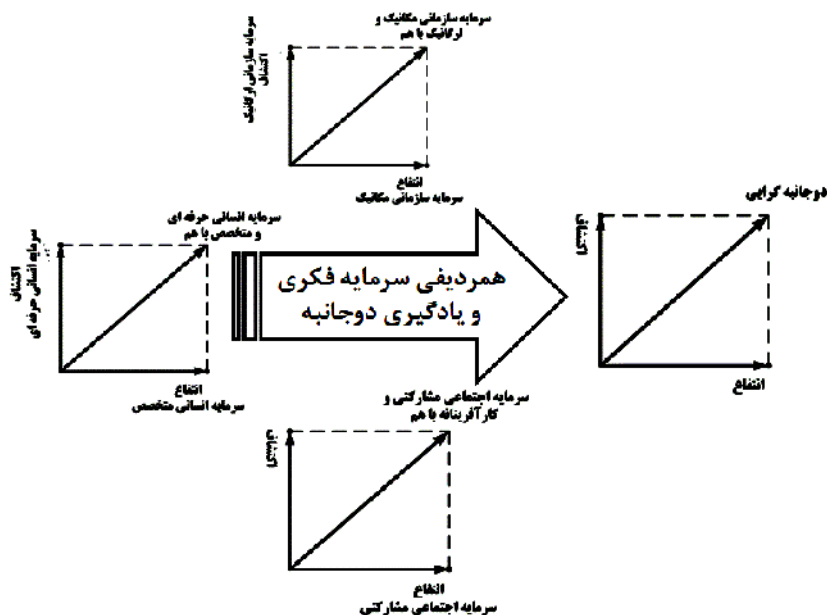 سرمایه سازمانی مکانیک و
ارگانیک با هم
سرمایه سازمانی ارگانیک
اکتشاف
انتفاع
سرمایه سازمانی مکانیک
سرمایه انسانی حرفه ای
و متخصص با هم
سرمایه انسانی حرفه ای
اکتشاف
انتفاع
سرمایه انسانی متخصص
همردیفی سرمایه فکری
و یادگیری دوجانبه
دوجانبه گرایی
اکتشاف
انتفاع
سرمایه اجتماعی مشارکتی و
کارآفرینانه با هم
اکتشاف
انتفاع
سرمایه اجتماعی مشارکتی